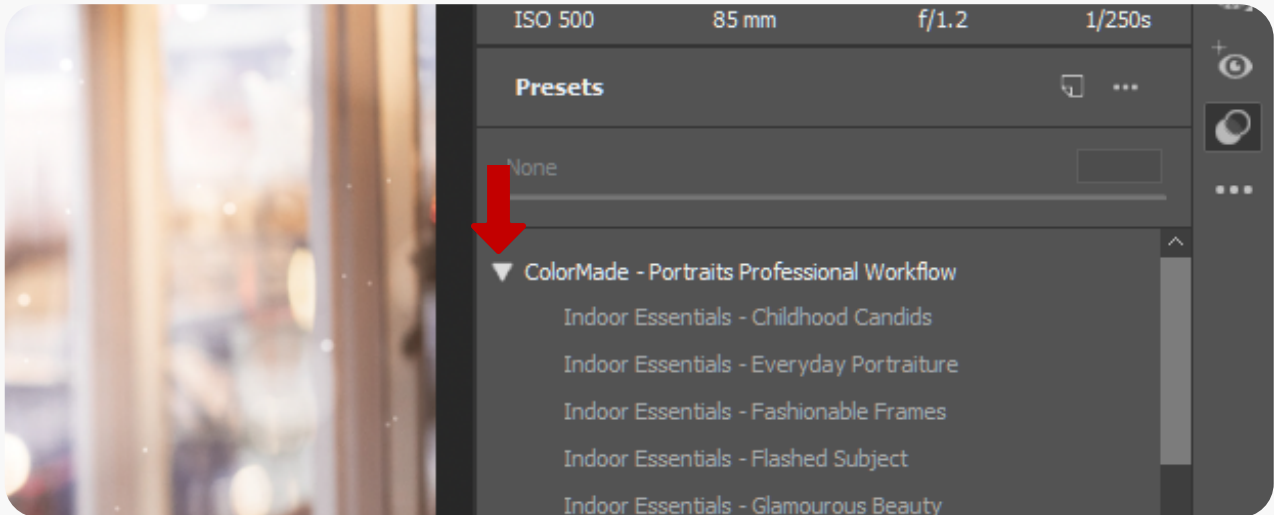 ISO 500 85 mm f/1.2 1/250s
Presets
None
ColorMade - Portraits Professional Workflow
Indoor Essentials - Childhood Candids
Indoor Essentials - Everyday Portraiture
Indoor Essentials - Fashionable Frames
Indoor Essentials - Flashed Subject
Indoor Essentials - Glamourous Beauty